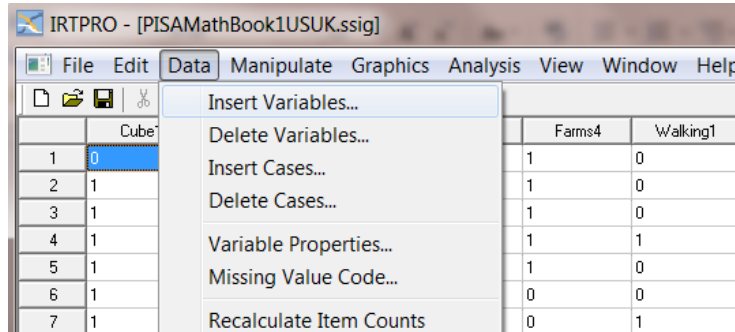 IRTPRO - [PISAMathBook1USUK.ssig]
File Edit Data Manipulate Graphics Analysis View Window Help
Insert Variables...
Delete Variables...
Insert Cases...
Delete Cases...
Variable Properties...
Missing Value Code...
Recalculate Item Counts
Farms4 Walking1
1 0 1 0
2 1 1 0
3 1 1 0
4 1 1 1
5 1 1 0
6 1 0 0
7 1 0 1